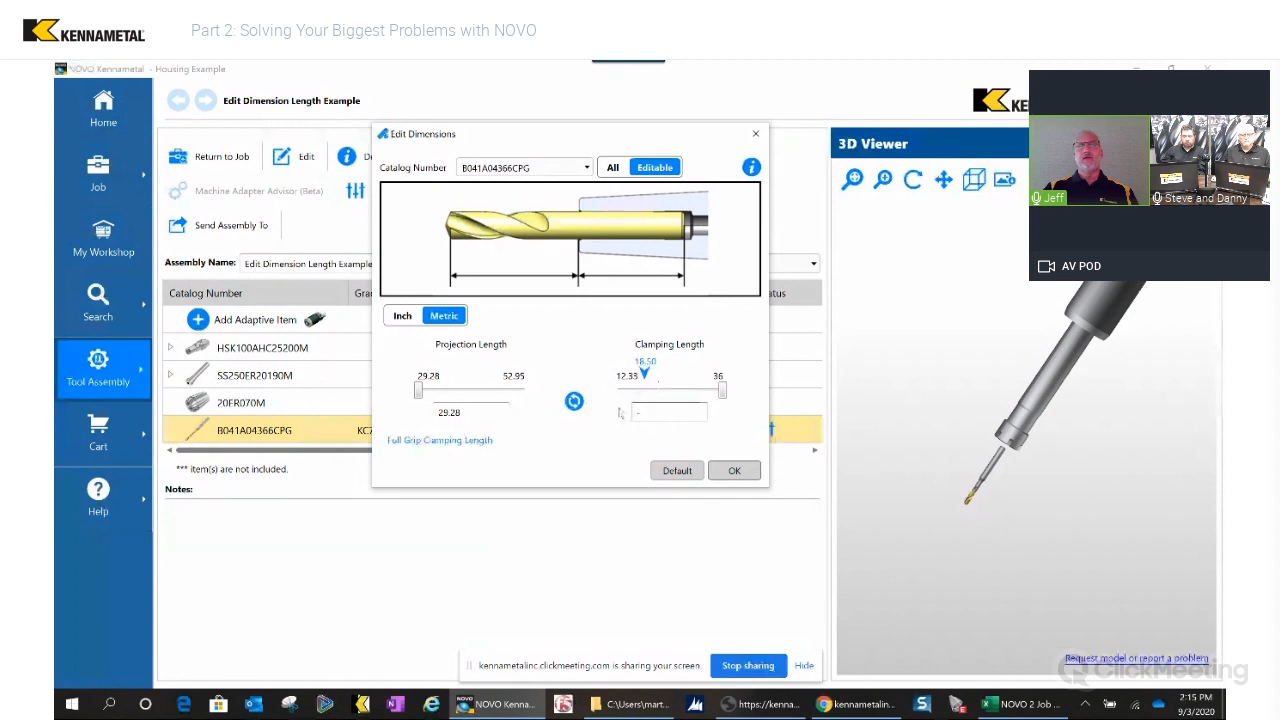 KENNAMETAL
Part 2: Solving Your Biggest Problems with NOVO
NOVO Kennametal - Housing Example
Home
Job
My Workshop
Search
Tool Assembly
Cart
Help
Edit Dimension Length Example
Return to Job
Edit
Machine Adapter Advisor (Beta)
Send Assembly To
Assembly Name:
Edit Dimension Length Example
Catalog Number
Add Adaptive Item
HSK100AHC25200M
SS250ER20190M
20ER070M
B041A04366CPG
*** item(s) are not included.
Notes:
Edit Dimensions
Catalog Number
B041A04366CPG
All
Editable
Inch
Metric
Projection Length
29.28
52.95
29.28
Clamping Length
18.50
12.33
36
-
Full Grip Clamping Length
Default
OK
3D Viewer
Jeff
Steve and Danny
AV POD
Request model or report a problem
ClickMeeting
kennametalinc.clickmeeting.com is sharing your screen.
Stop sharing
Hide
NOVO Kenna...
C:\Users\mart...
https://kenna...
kennametalin...
NOVO 2 Job ...
2:15 PM
9/3/2020